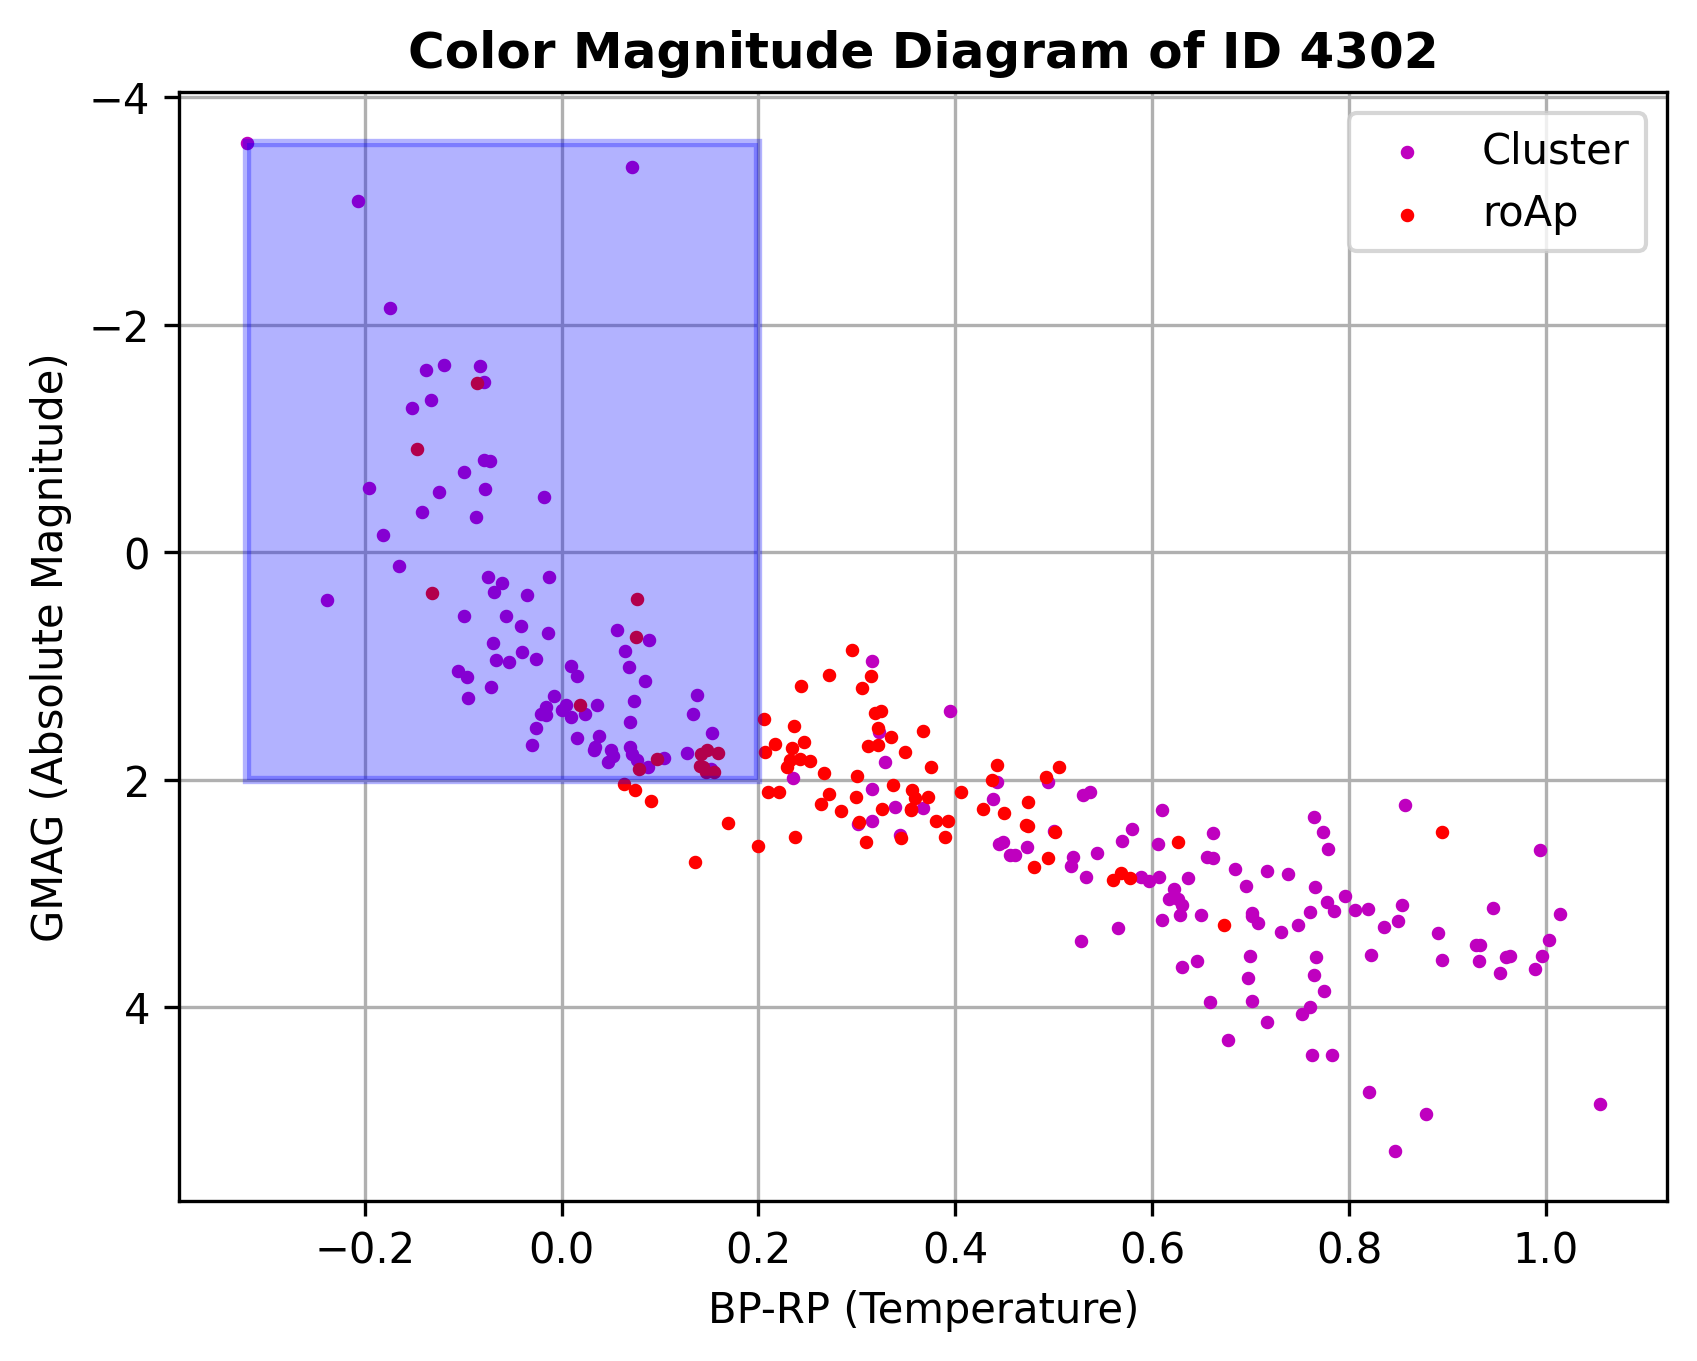 Color Magnitude Diagram of ID 4302
−4
−2
0
2
4
GMAG (Absolute Magnitude)
Cluster
roAp
−0.2 0.0 0.2 0.4 0.6 0.8 1.0
BP-RP (Temperature)